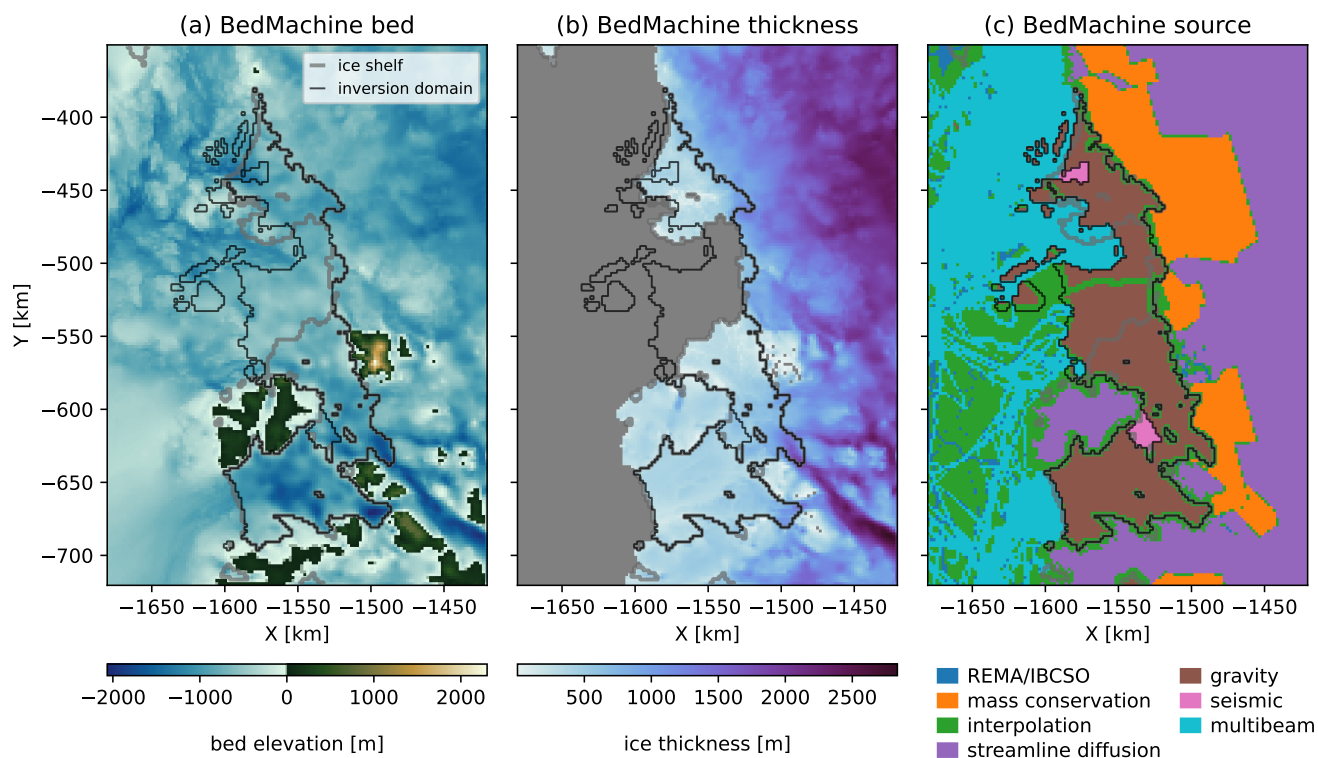 (a) BedMachine bed
(b) BedMachine thickness
(c) BedMachine source
ice shelf
inversion domain
−400
−450
−500
−550
−600
−650
−700
Y [km]
−1650 −1600 −1550 −1500 −1450
−1650 −1600 −1550 −1500 −1450
−1650 −1600 −1550 −1500 −1450
X [km]
X [km]
X [km]
−2000 −1000 0 1000 2000
bed elevation [m]
500 1000 1500 2000 2500
ice thickness [m]
REMA/IBCSO
mass conservation
interpolation
streamline diffusion
gravity
seismic
multibeam